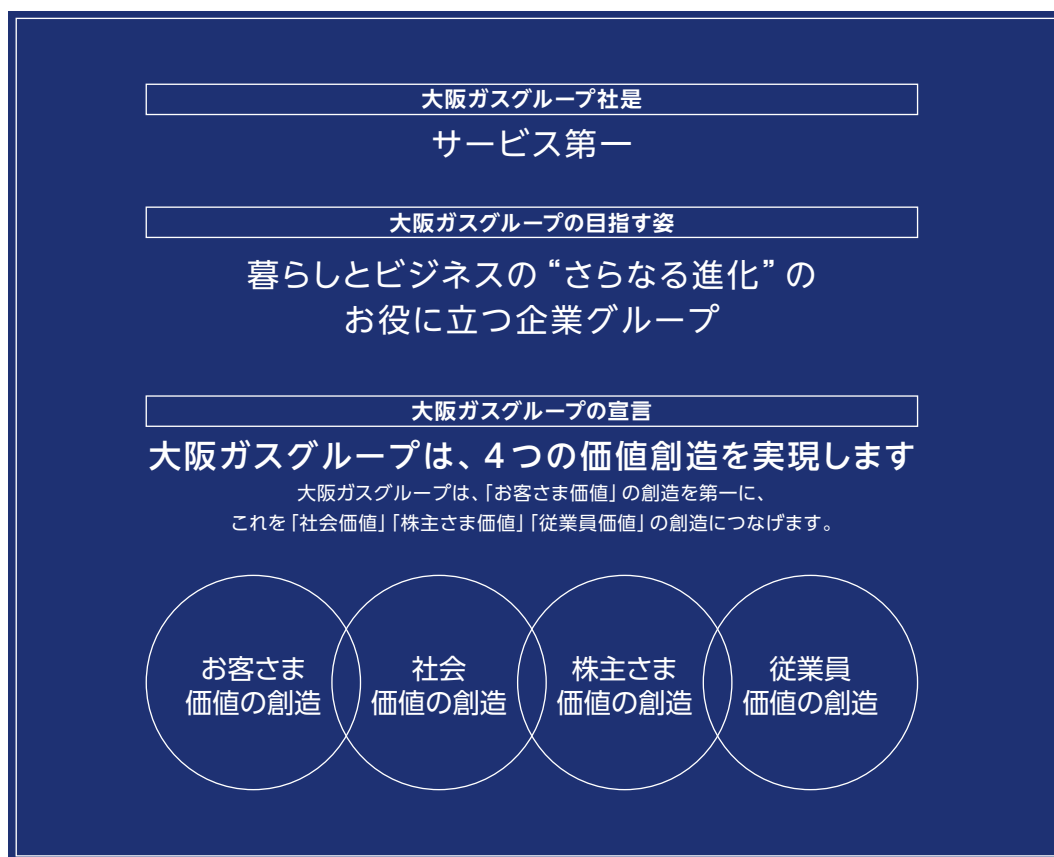 大阪ガスグループ社是
サービス第一
大阪ガスグループの目指す姿
暮らしとビジネスの“さらなる進化”の
お役に立つ企業グループ
大阪ガスグループの宣言
大阪ガスグループは、4つの価値創造を実現します
大阪ガスグループは、「お客さま価値」の創造を第一に、
これを「社会価値」「株主さま価値」「従業員価値」の創造につなげます。
お客さま
価値の創造
社会
価値の創造
株主さま
価値の創造
従業員
価値の創造